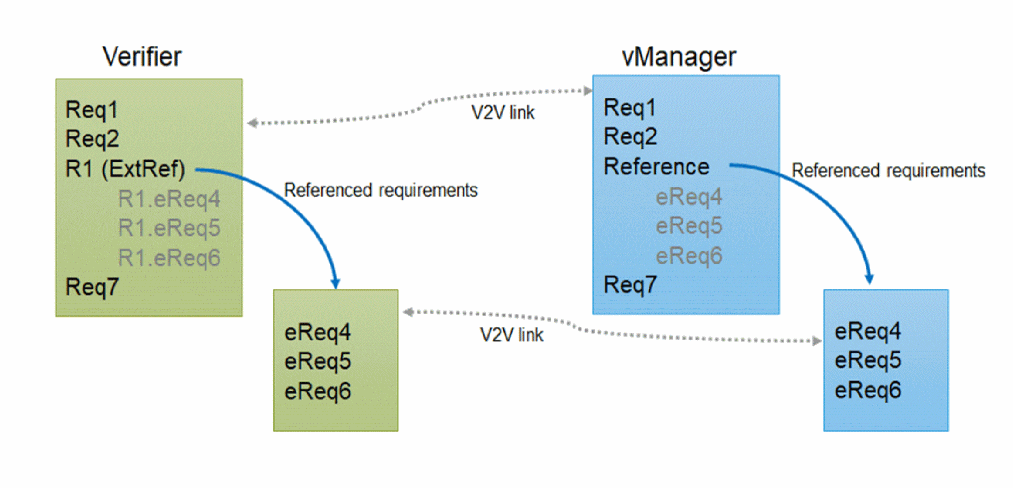 Verifier
Req1
Req2
R1 (ExtRef)
R1.eReq4
R1.eReq5
R1.eReq6
Req7
Referenced requirements
eReq4
eReq5
eReq6
V2V link
V2V link
vManager
Req1
Req2
Reference
eReq4
eReq5
eReq6
Req7
Referenced requirements
eReq4
eReq5
eReq6